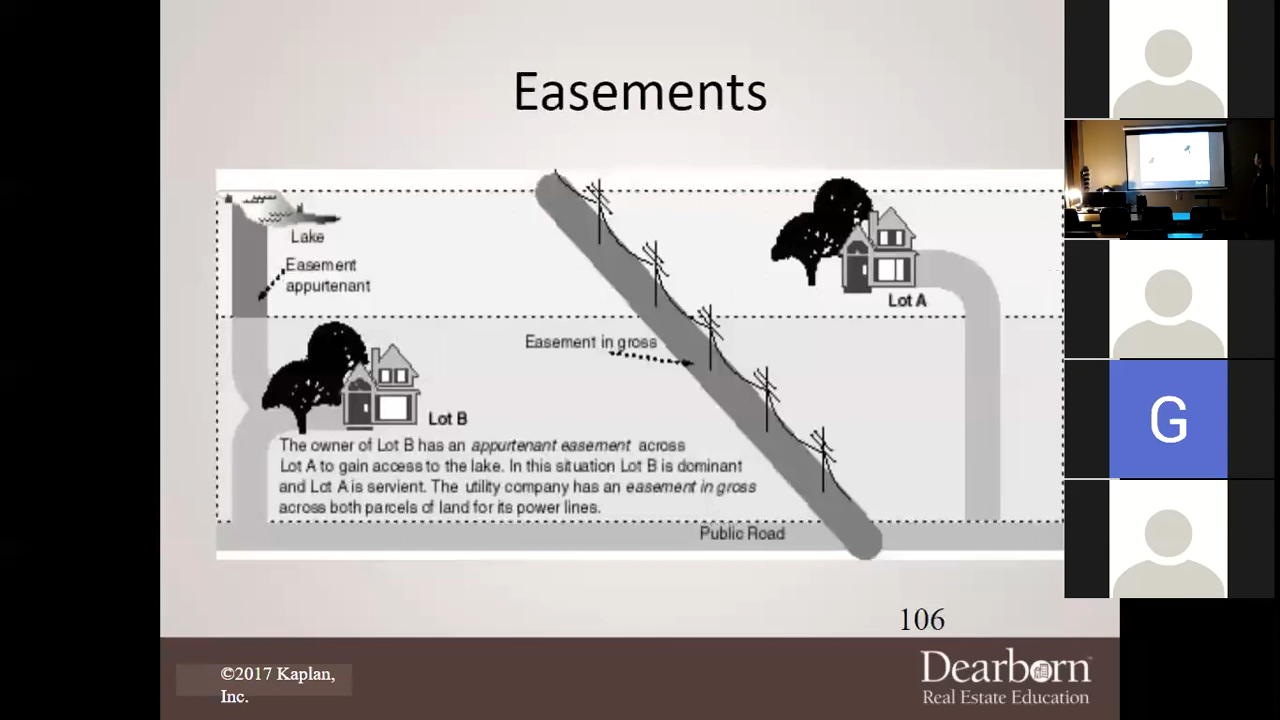 Easements
Lake
Easement
appurtenant
Lot A
Easement in gross
Lot B
The owner of Lot B has an appurtenant easement across
Lot A to gain access to the lake. In this situation Lot B is dominant
and Lot A is servient. The utility company has an easement in gross
across both parcels of land for its power lines.
Public Road
106
©2017 Kaplan,
Inc.
Dearborn
Real Estate Education
G